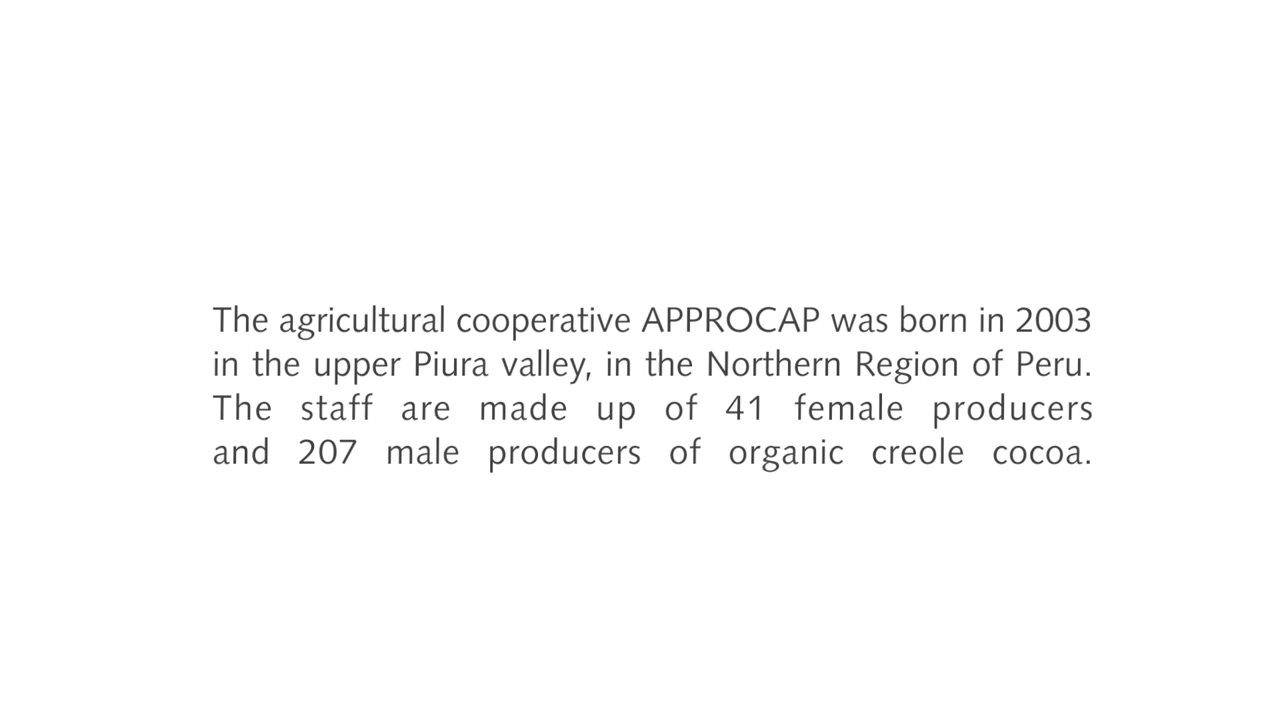 The agricultural cooperative APPROCAP was born in 2003
in the upper Piura valley, in the Northern Region of Peru.
The staff are made up of 41 female producers
and 207 male producers of organic creole cocoa.